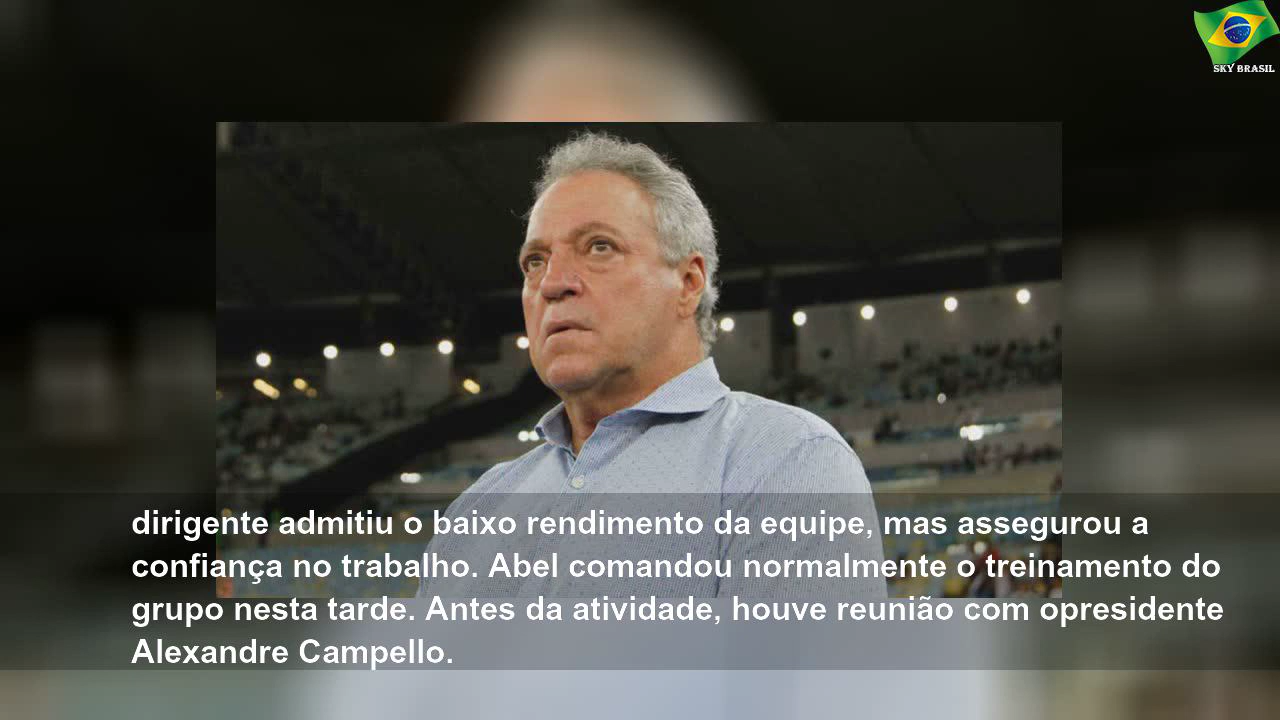 SKY BRASIL
dirigente admitiu o baixo rendimento da equipe, mas assegurou a
confiança no trabalho. Abel comandou normalmente o treinamento do
grupo nesta tarde. Antes da atividade, houve reunião com opresidente
Alexandre Campello.